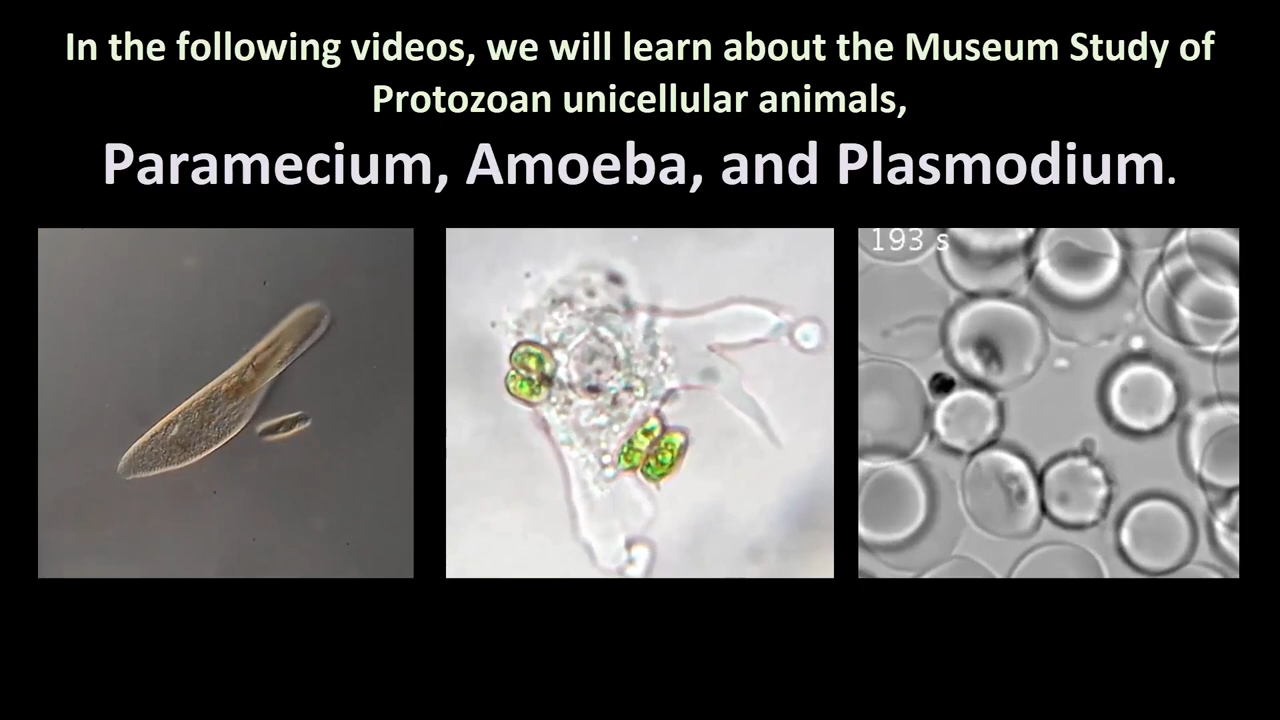 In the following videos, we will learn about the Museum Study of
Protozoan unicellular animals,
Paramecium, Amoeba, and Plasmodium.
193 s